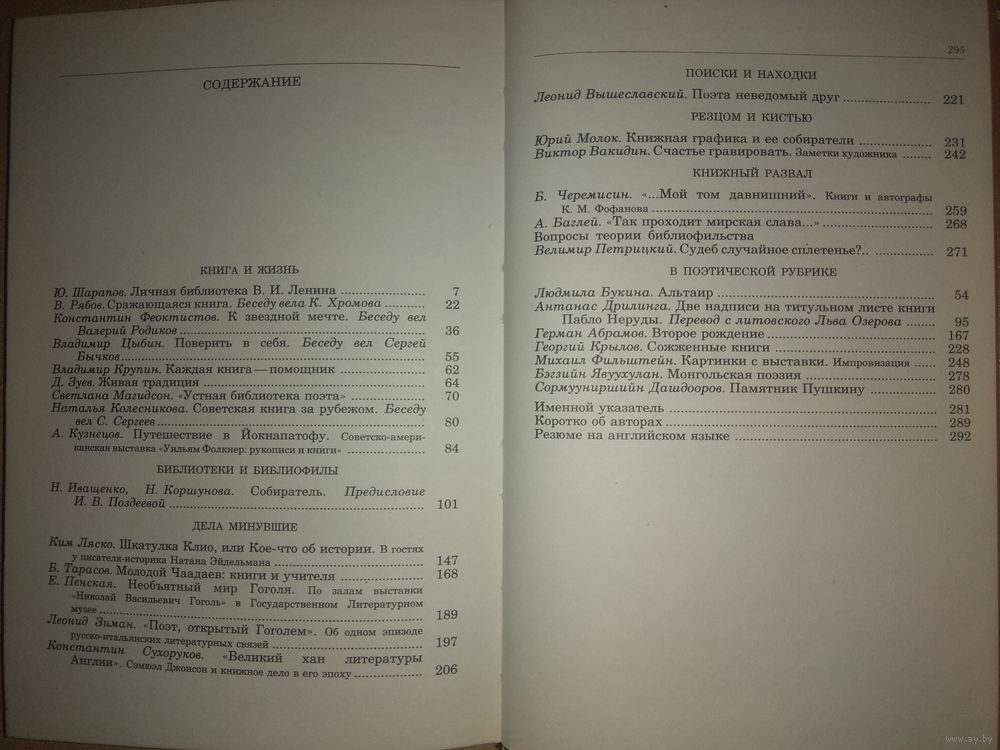 СОДЕРЖАНИЕ
КНИГА И ЖИЗНЬ
Ю. Шарапов. Личная библиотека В. И. Ленина ........ 7
В. Рябов. Сражающаяся книга. Беседу вела К. Хромова ........ 22
Константин Феоктистов. К звездной мечте. Беседу вел
Валерий Родиков ........ 36
Владимир Цыбин. Поверить в себя. Беседу вел Сергей
Бычков ........ 55
Владимир Крупин. Каждая книга — помощник ........ 62
Д. Зуев. Живая традиция ........ 64
Светлана Магидсон. «Устная библиотека поэта» ........ 70
Наталья Колесникова. Советская книга за рубежом. Беседу
вел С. Сергеев ........ 80
А. Кузнецов. Путешествие в Йокнапатофу. Советско-амери-
канская выставка «Уильям Фолкнер: рукописи и книги» ........ 84
БИБЛИОТЕКИ И БИБЛИОФИЛЫ
Н. Иващенко, Н. Коршунова. Собиратель. Предисловие
И. В. Поздеевой ........ 101
ДЕЛА МИНУВШИЕ
Ким Ляско. Шкатулка Клио, или Кое-что об истории. В гостях
у писателя-историка Натана Эйдельмана ........ 147
Б. Тарасов. Молодой Чаадаев: книги и учителя ........ 168
Е. Пенская. Необъятный мир Гоголя. По залам выставки
«Николай Васильевич Гоголь» в Государственном Литературном
музее ........ 189
Леонид Зиман. «Поэт, открытый Гоголем». Об одном эпизоде
русско-итальянских литературных связей ........ 197
Константин Сухоруков. «Великий хан литературы
Англии». Сэмюэл Джонсон и книжное дело в его эпоху ........ 206
295
ПОИСКИ И НАХОДКИ
Леонид Вышеславский. Поэта неведомый друг ........ 221
РЕЗЦОМ И КИСТЬЮ
Юрий Молок. Книжная графика и ее собиратели ........ 231
Виктор Вакидин. Счастье гравировать. Заметки художника ........ 242
КНИЖНЫЙ РАЗВАЛ
Б. Черемисин. «...Мой том давнишний». Книги и автографы
К. М. Фофанова ........ 259
А. Баглей. «Так проходит мирская слава...» ........ 268
Вопросы теории библиофильства
Велимир Петрицкий. Судеб случайное сплетенье?.. ........ 271
В ПОЭТИЧЕСКОЙ РУБРИКЕ
Людмила Букина. Альтаир ........ 54
Антанас Дрилинга. Две надписи на титульном листе книги
Пабло Неруды. Перевод с литовского Льва Озерова ........ 95
Герман Абрамов. Второе рождение ........ 167
Георгий Крылов. Сожженные книги ........ 228
Михаил Фильштейн. Картинки с выставки. Импровизация ........ 248
Бэгзийн Явуухулан. Монгольская поэзия ........ 278
Сормуунирийн Дашдооров. Памятник Пушкину ........ 280
Именной указатель ........ 281
Коротко об авторах ........ 289
Резюме на английском языке ........ 292
www.ay.by